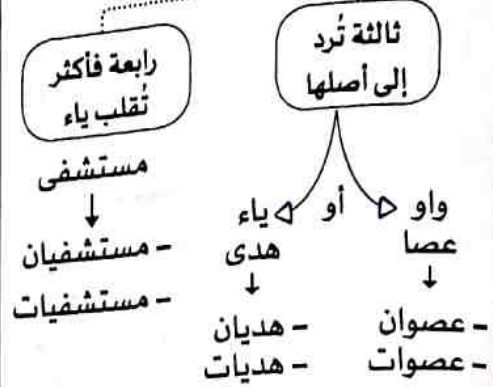 ثالثة تُرد
إلى أصلها
واو أو ياء
عصا
↓
- عصوان
- عصوات
هدى
↓
- هديان
- هديات
رابعة فأكثر
تُقلب ياء
مستشفى
↓
- مستشفيان
- مستشفيات